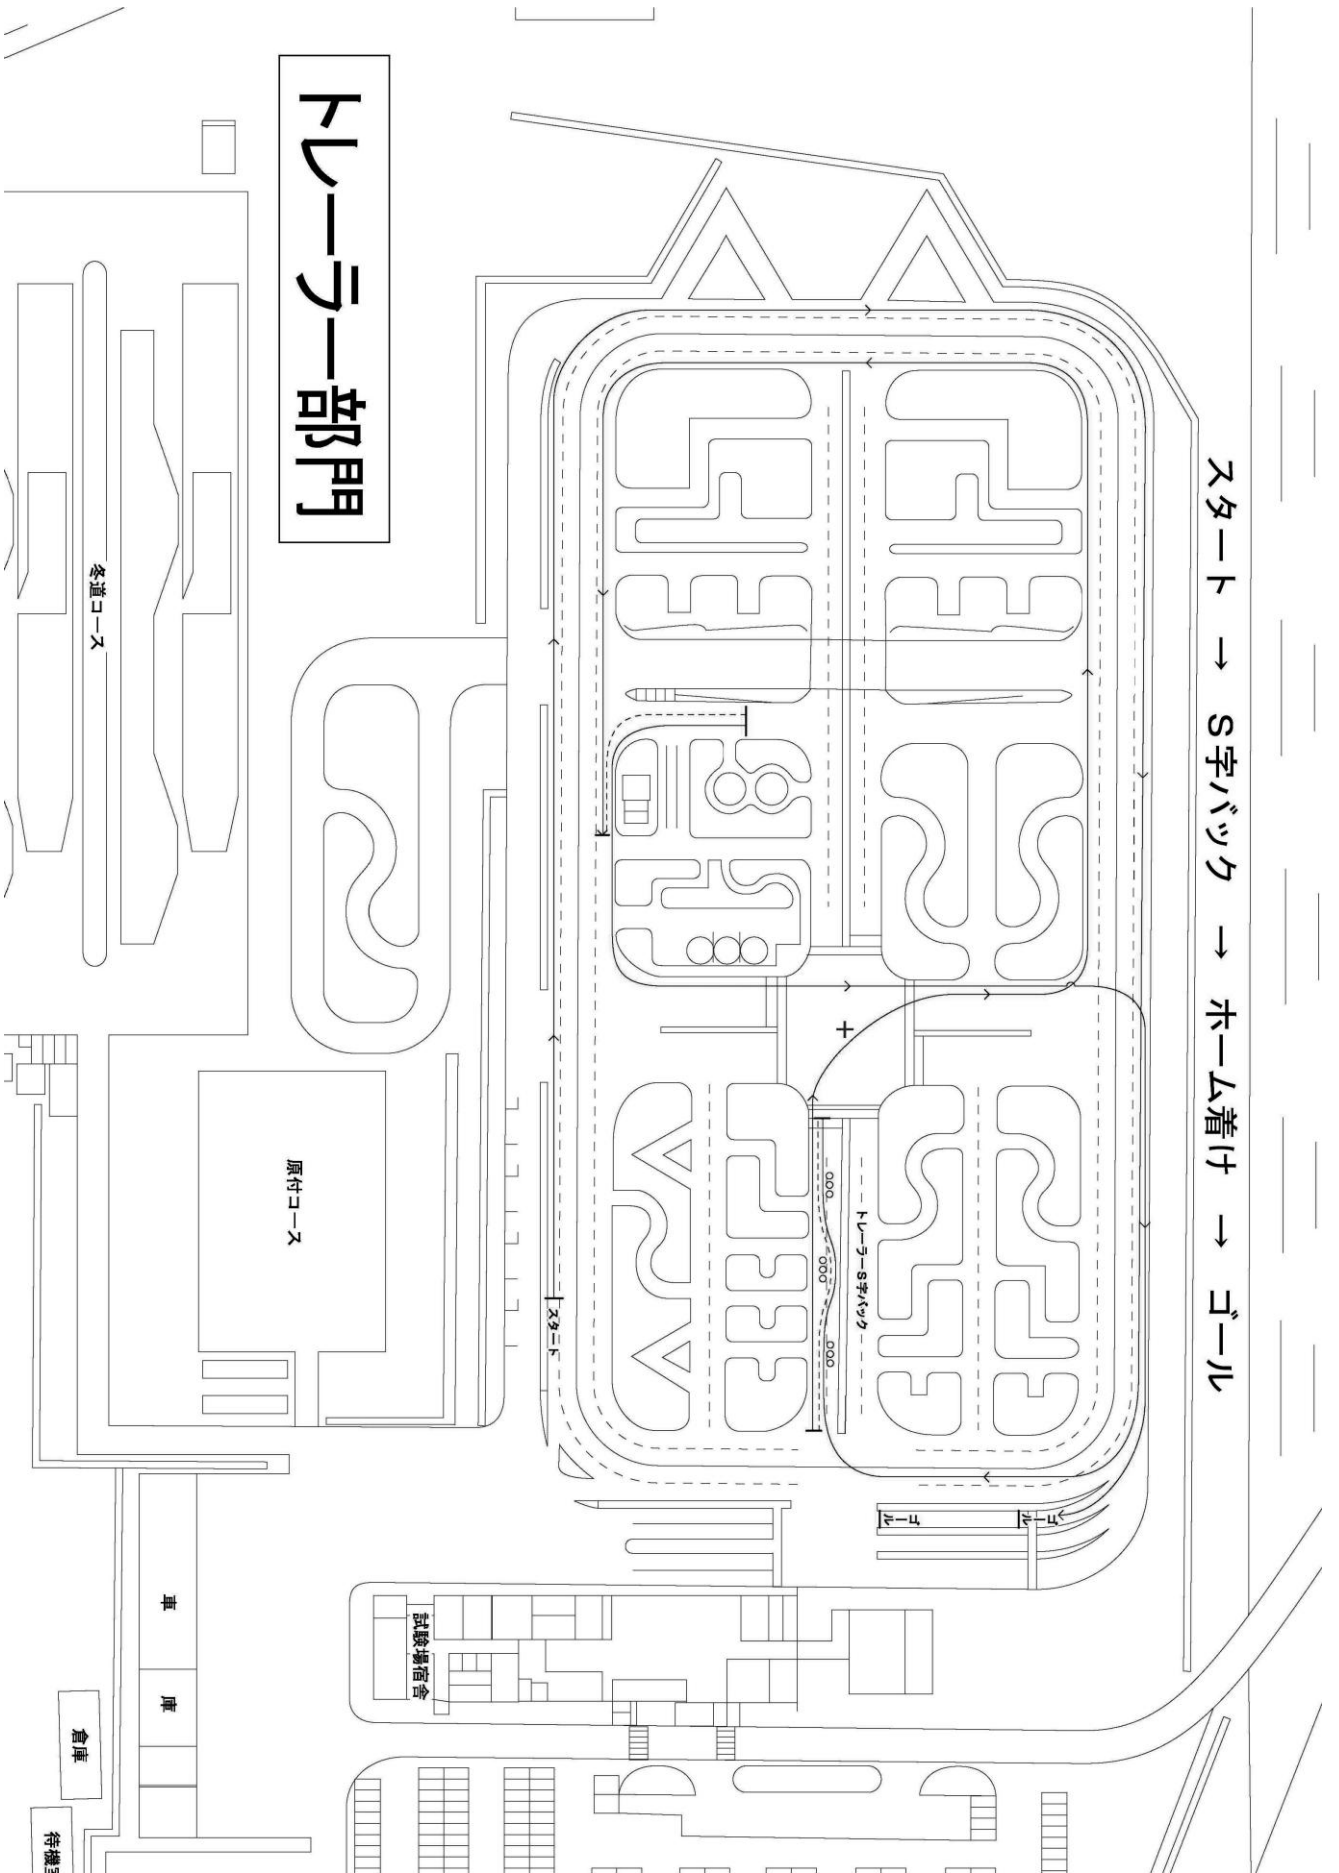 トレーラー部門
スタート → S字バック → ホーム着け → ゴール
冬道コース
原付コース
スタート
トレーラーS字バック
ゴール
ゴール
試験場宿舎
車庫
倉庫